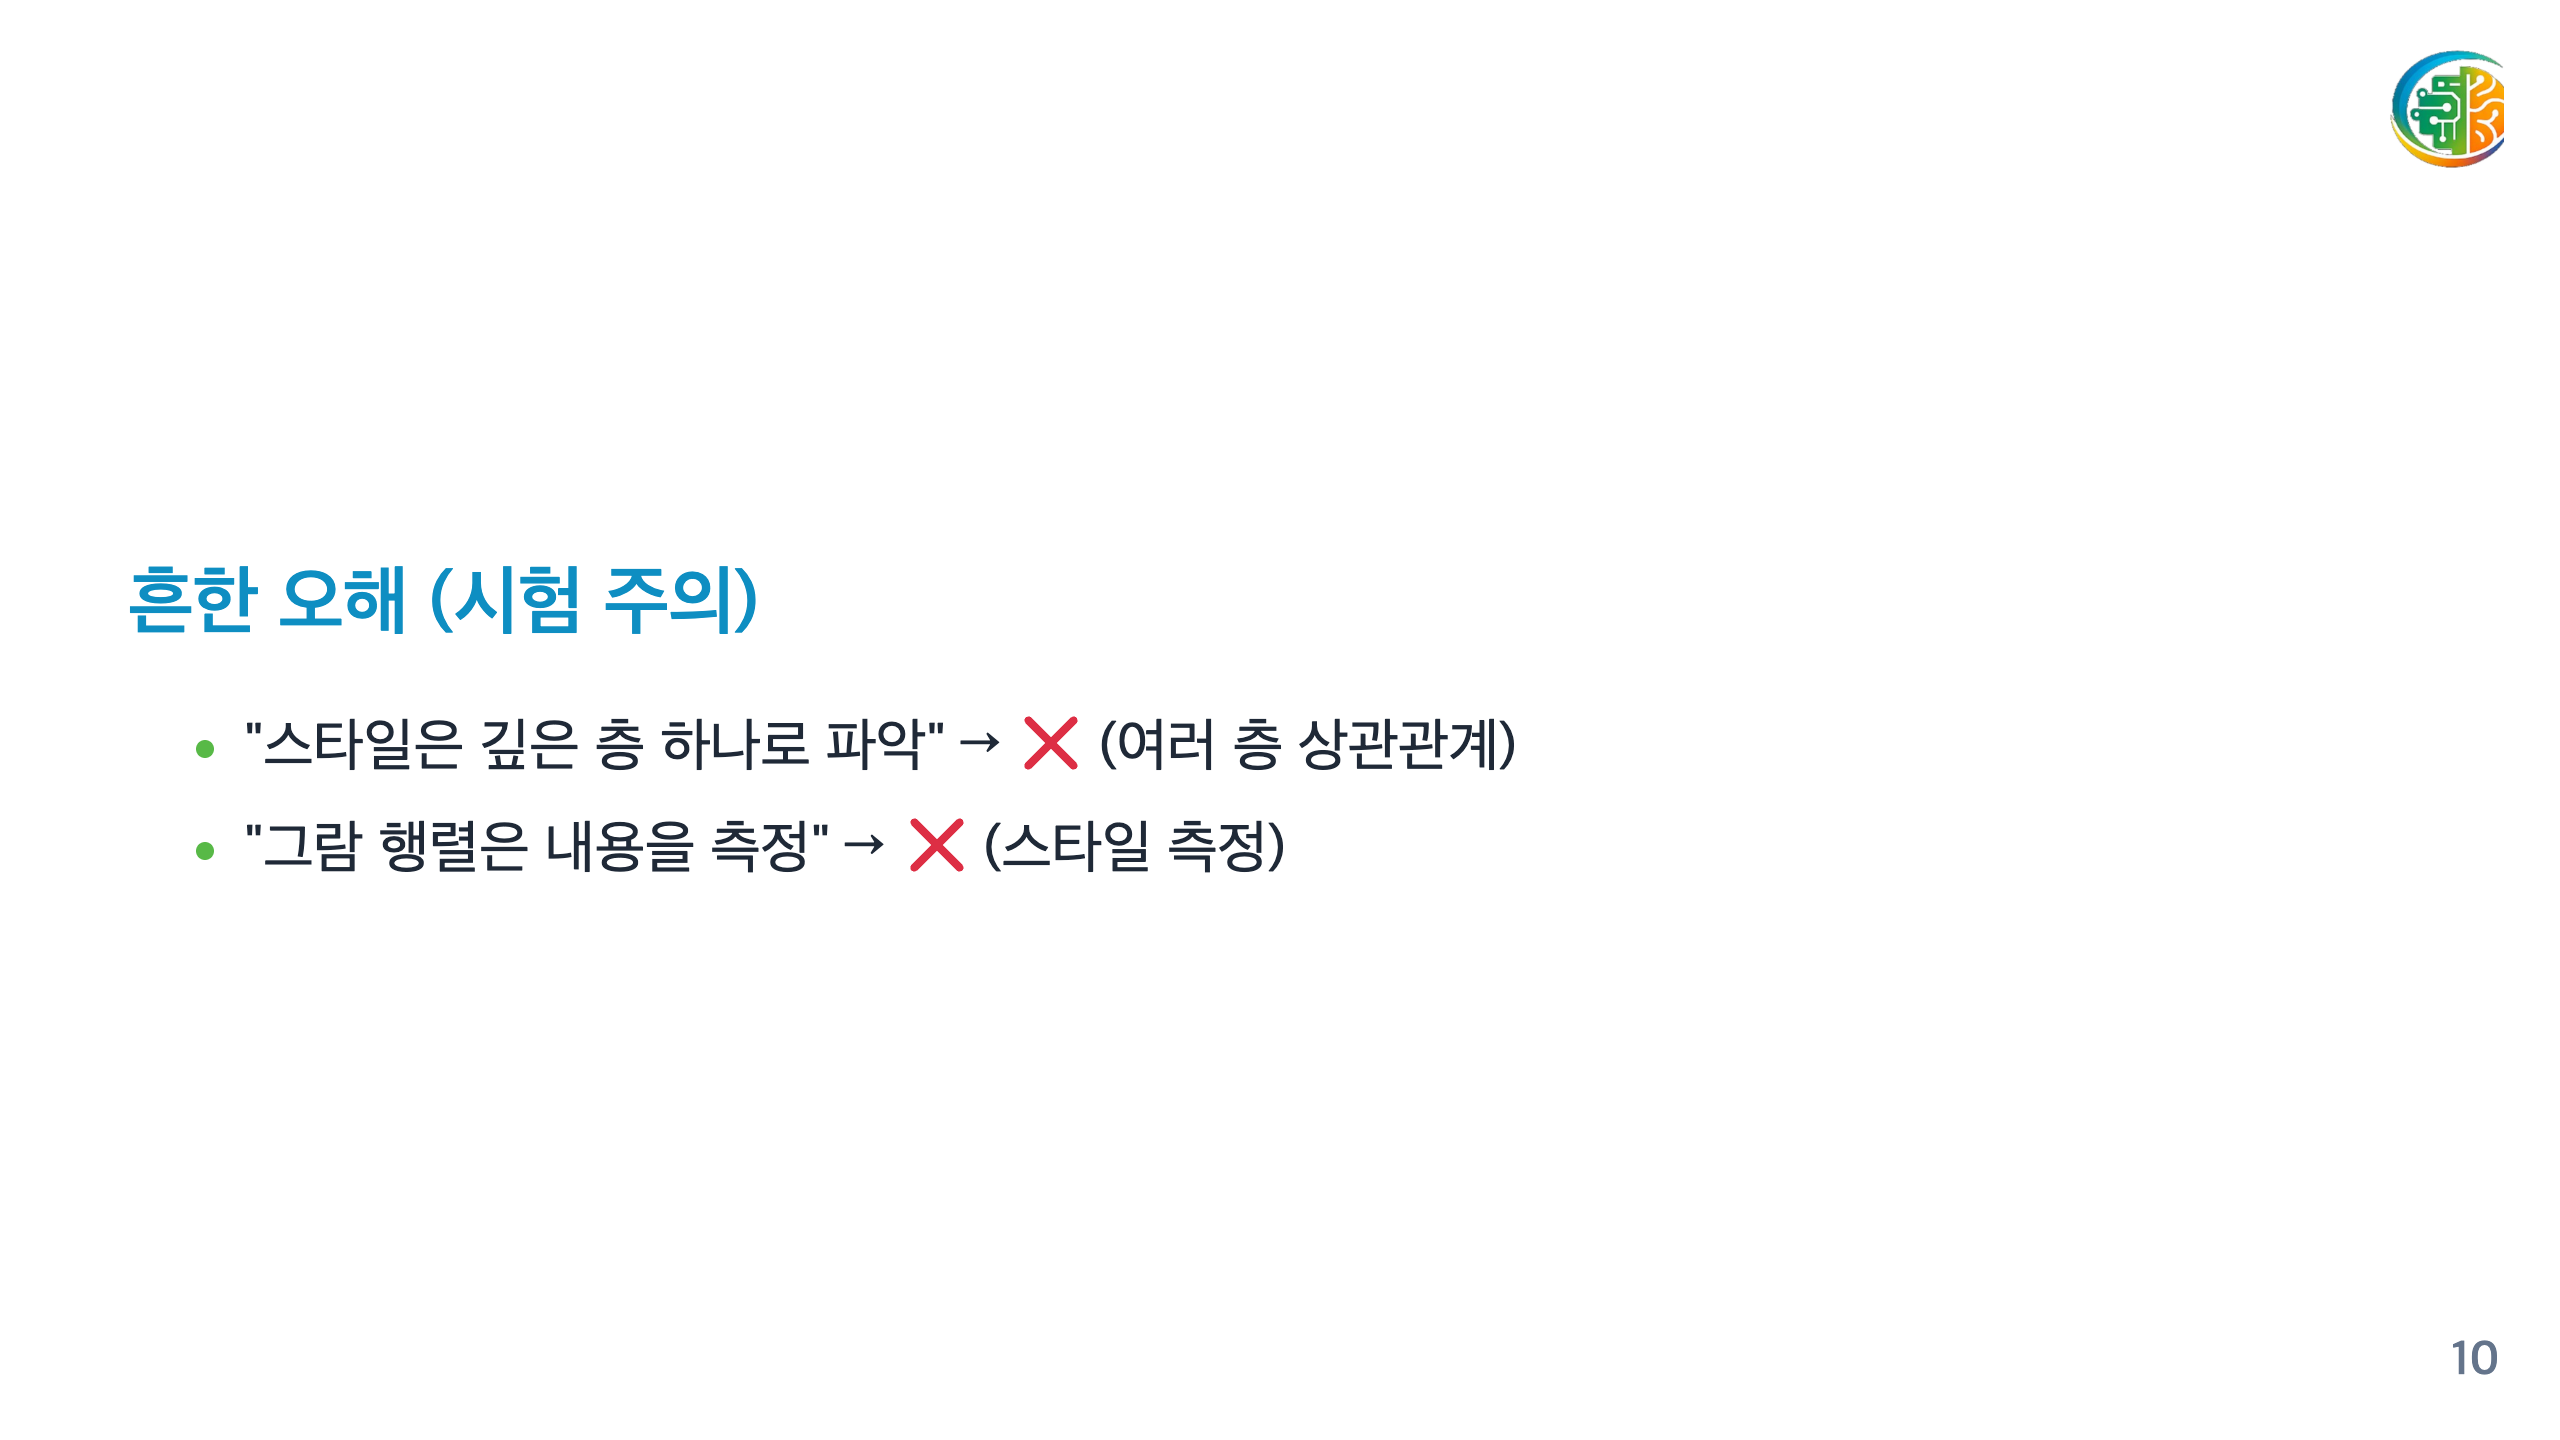 흔한 오해 (시험 주의)
• "스타일은 깊은 층 하나로 파악" → ❌ (여러 층 상관관계)
• "그람 행렬은 내용을 측정" → ❌ (스타일 측정)
10